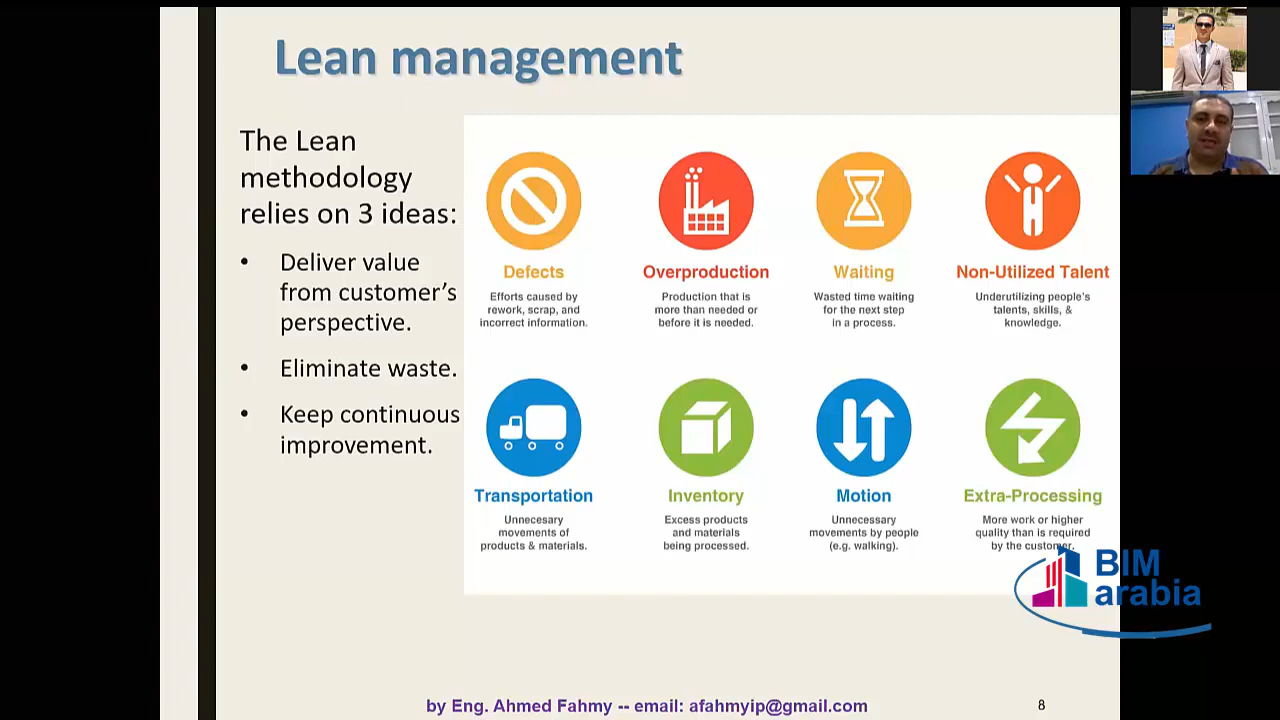 Lean management
The Lean
methodology
relies on 3 ideas:
• Deliver value
from customer's
perspective.
• Eliminate waste.
• Keep continuous
improvement.
Defects
Efforts caused by
rework, scrap, and
incorrect information.
Overproduction
Production that is
more than needed or
before it is needed.
Waiting
Wasted time waiting
for the next step
in a process.
Non-Utilized Talent
Underutilizing people's
talents, skills, &
knowledge.
Transportation
Unnecesary
movements of
products & materials.
Inventory
Excess products
and materials
being processed.
Motion
Unnecessary
movements by people
(e.g. walking).
Extra-Processing
More work or higher
quality than is required
by the customer.
BIM
arabia
by Eng. Ahmed Fahmy -- email: afahmyip@gmail.com
8